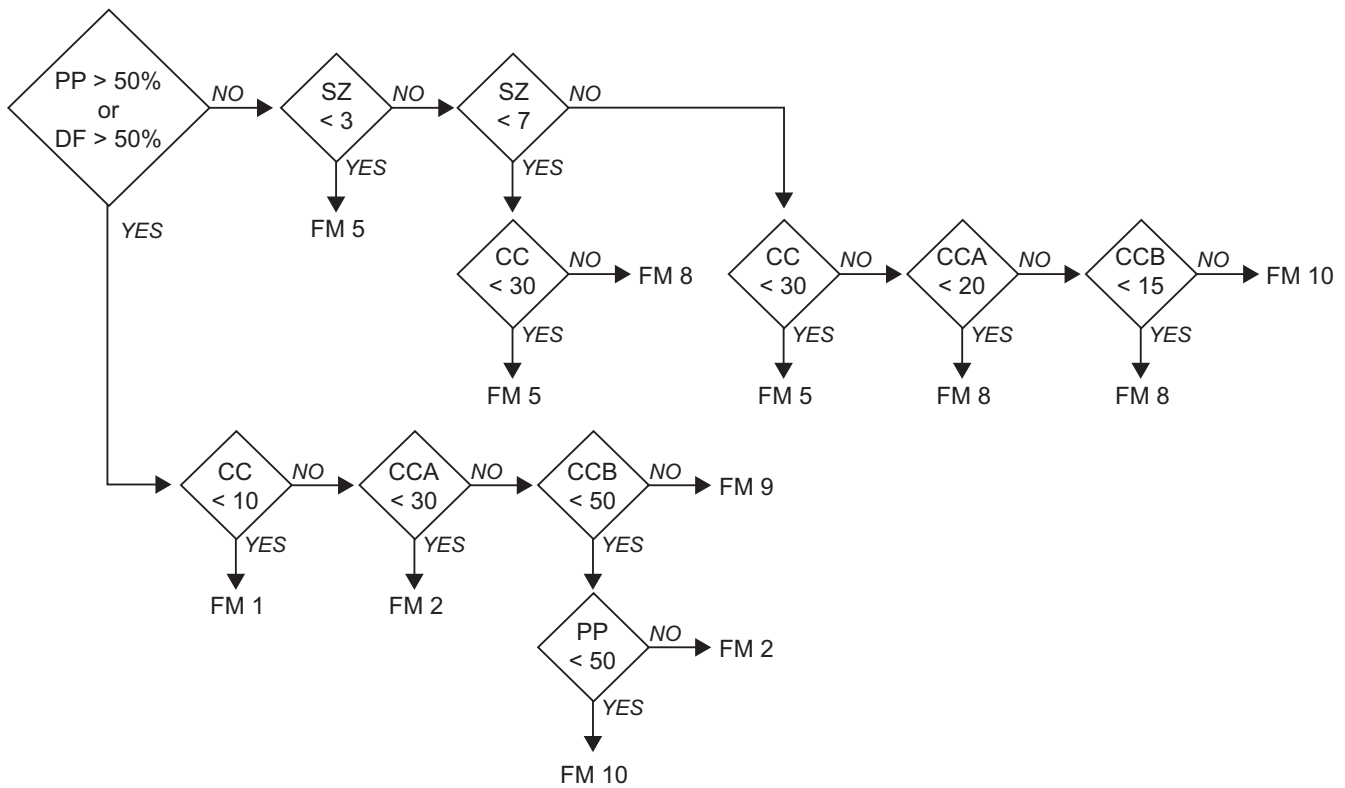 PP > 50%
or
DF > 50%
NO
YES
SZ
< 3
NO
YES
FM 5
SZ
< 7
NO
YES
CC
< 30
NO
FM 8
YES
FM 5
CC
< 30
NO
YES
FM 5
CCA
< 20
NO
YES
FM 8
CCB
< 15
NO
FM 10
YES
FM 8
CC
< 10
NO
YES
FM 1
CCA
< 30
NO
YES
FM 2
CCB
< 50
NO
FM 9
YES
PP
< 50
NO
FM 2
YES
FM 10